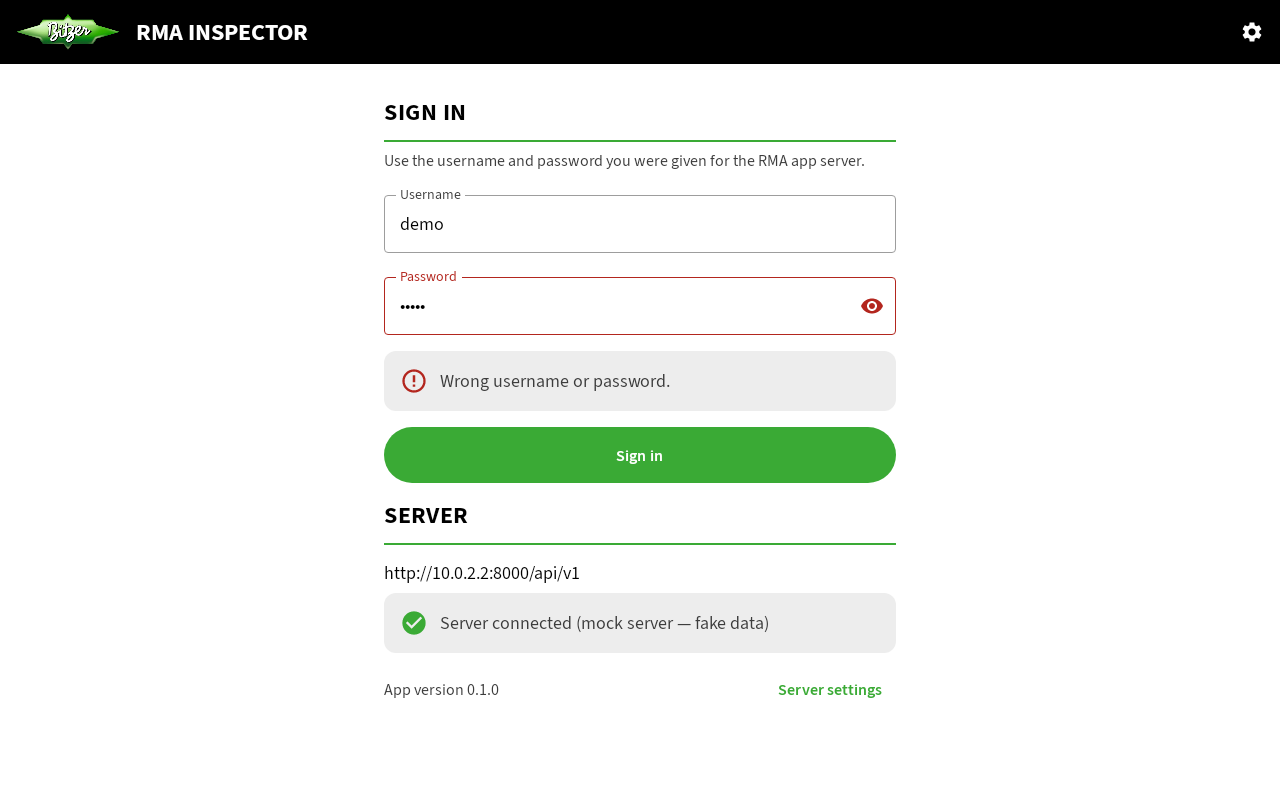 Bitzer
RMA INSPECTOR
SIGN IN
Use the username and password you were given for the RMA app server.
Username
demo
Password
•••••
Wrong username or password.
Sign in
SERVER
http://10.0.2.2:8000/api/v1
Server connected (mock server — fake data)
App version 0.1.0
Server settings